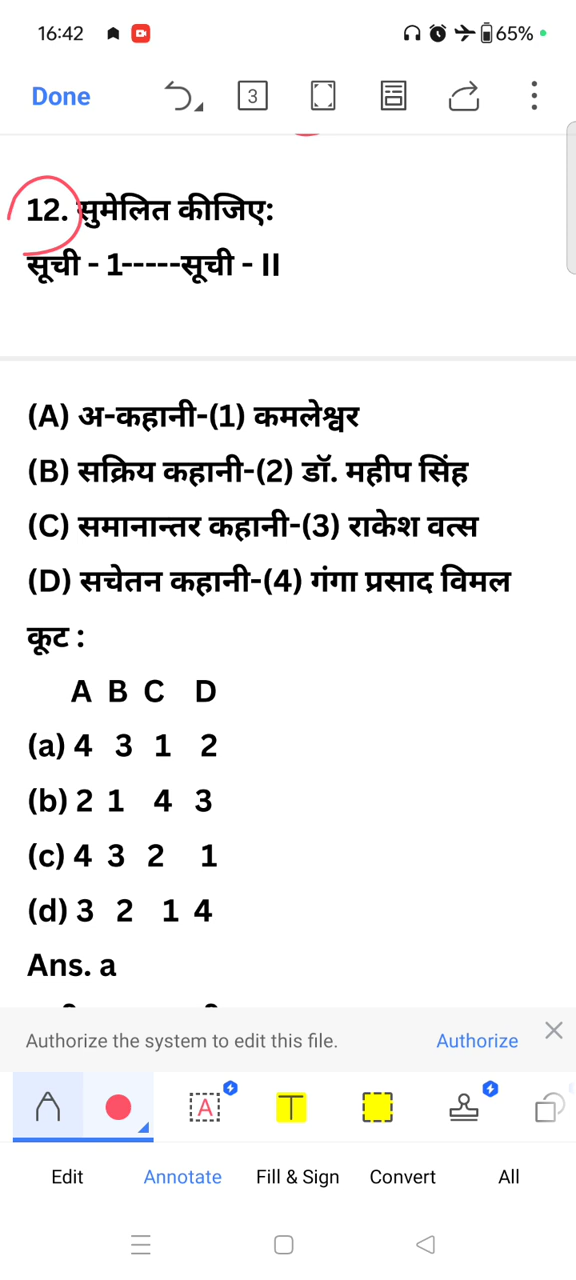 16:42
65%
Done
3
12. सुमेलित कीजिए:
सूची - 1-----सूची - II
(A) अ-कहानी-(1) कमलेश्वर
(B) सक्रिय कहानी-(2) डॉ. महीप सिंह
(C) समानान्तर कहानी-(3) राकेश वत्स
(D) सचेतन कहानी-(4) गंगा प्रसाद विमल
कूट :
A B C D
(a) 4 3 1 2
(b) 2 1 4 3
(c) 4 3 2 1
(d) 3 2 1 4
Ans. a
Authorize the system to edit this file.
Authorize
A
T
Edit
Annotate
Fill & Sign
Convert
All